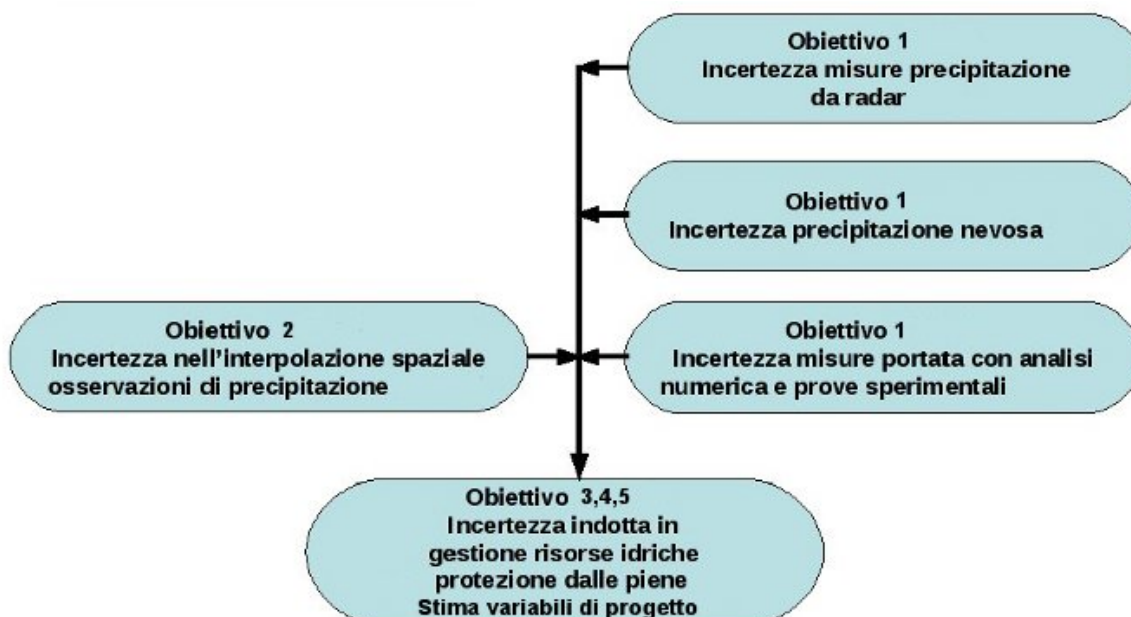 Obiettivo 1
Incertezza misure precipitazione
da radar
Obiettivo 1
Incertezza precipitazione nevosa
Obiettivo 2
Incertezza nell'interpolazione spaziale
osservazioni di precipitazione
Obiettivo 1
Incertezza misure portata con analisi
numerica e prove sperimentali
Obiettivo 3,4,5
Incertezza indotta in
gestione risorse idriche
protezione dalle piene
Stima variabili di progetto